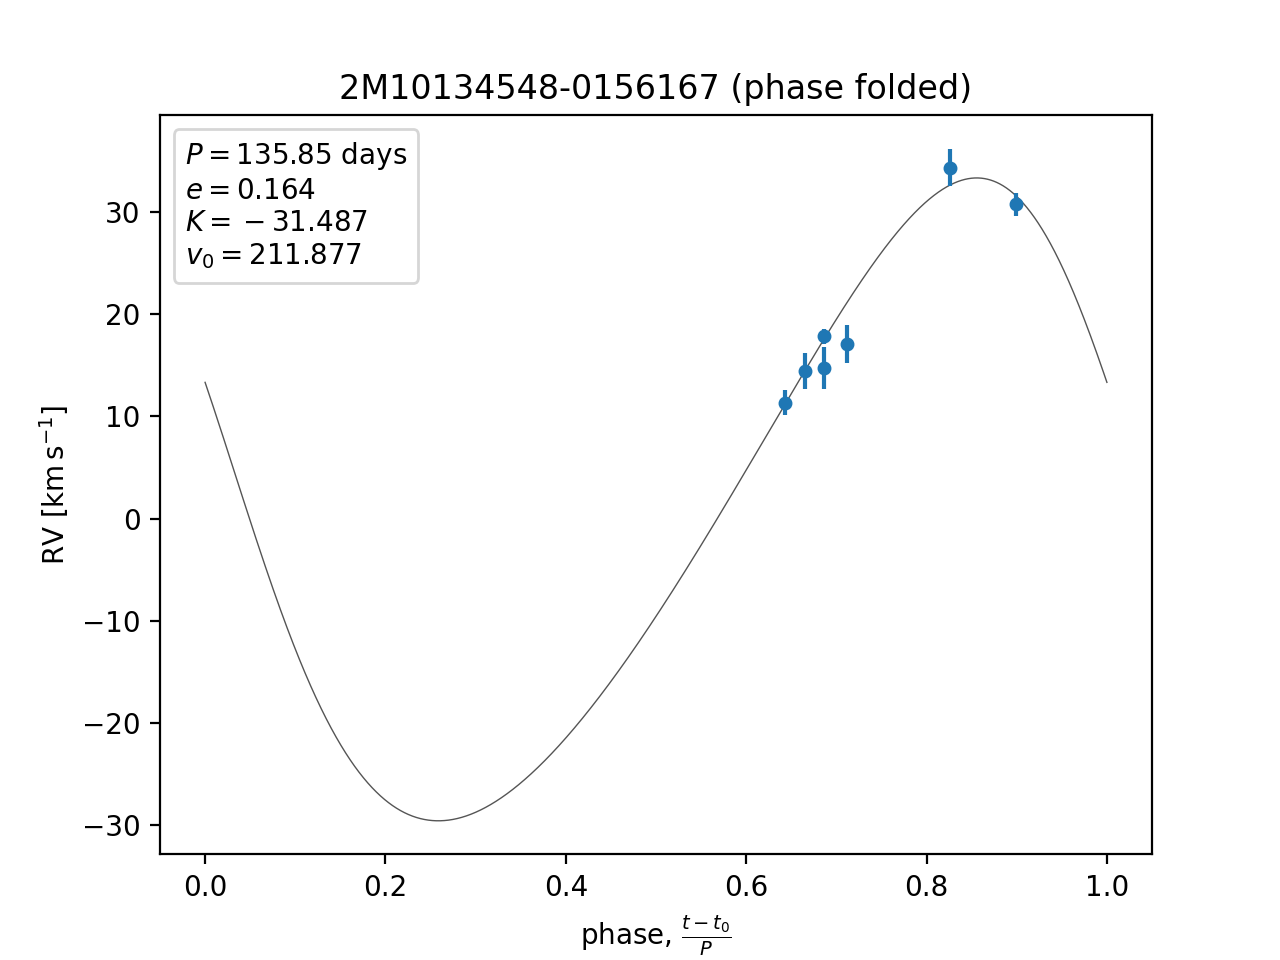 2M10134548-0156167 (phase folded)
P = 135.85 days
e = 0.164
K = −31.487
v₀ = 211.877
RV [km s⁻¹]
30
20
10
0
−10
−20
−30
0.0 0.2 0.4 0.6 0.8 1.0
phase, (t − t₀)/P